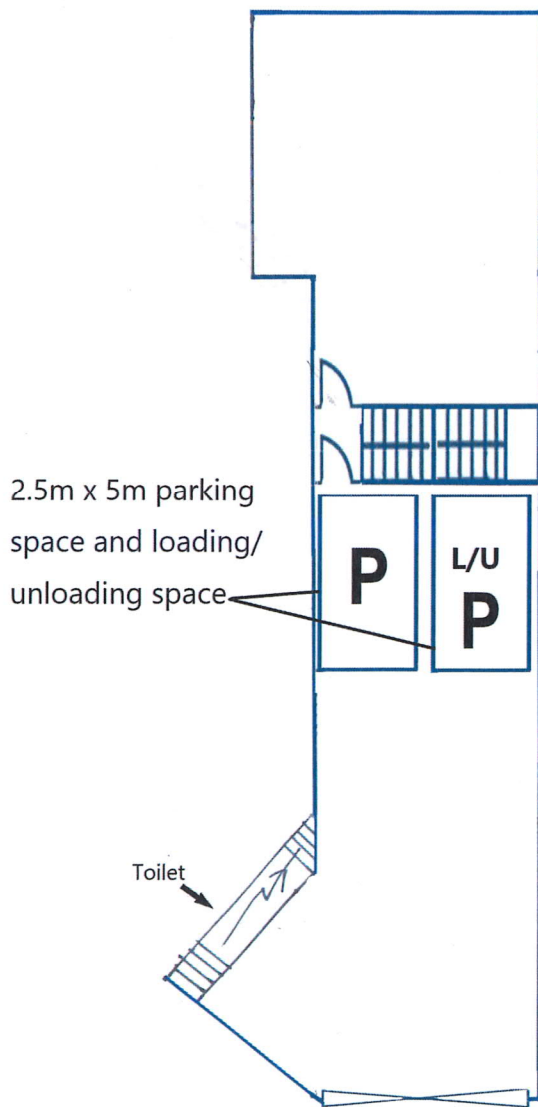 2.5m x 5m parking
space and loading/
unloading space
P
L/U
P
Toilet